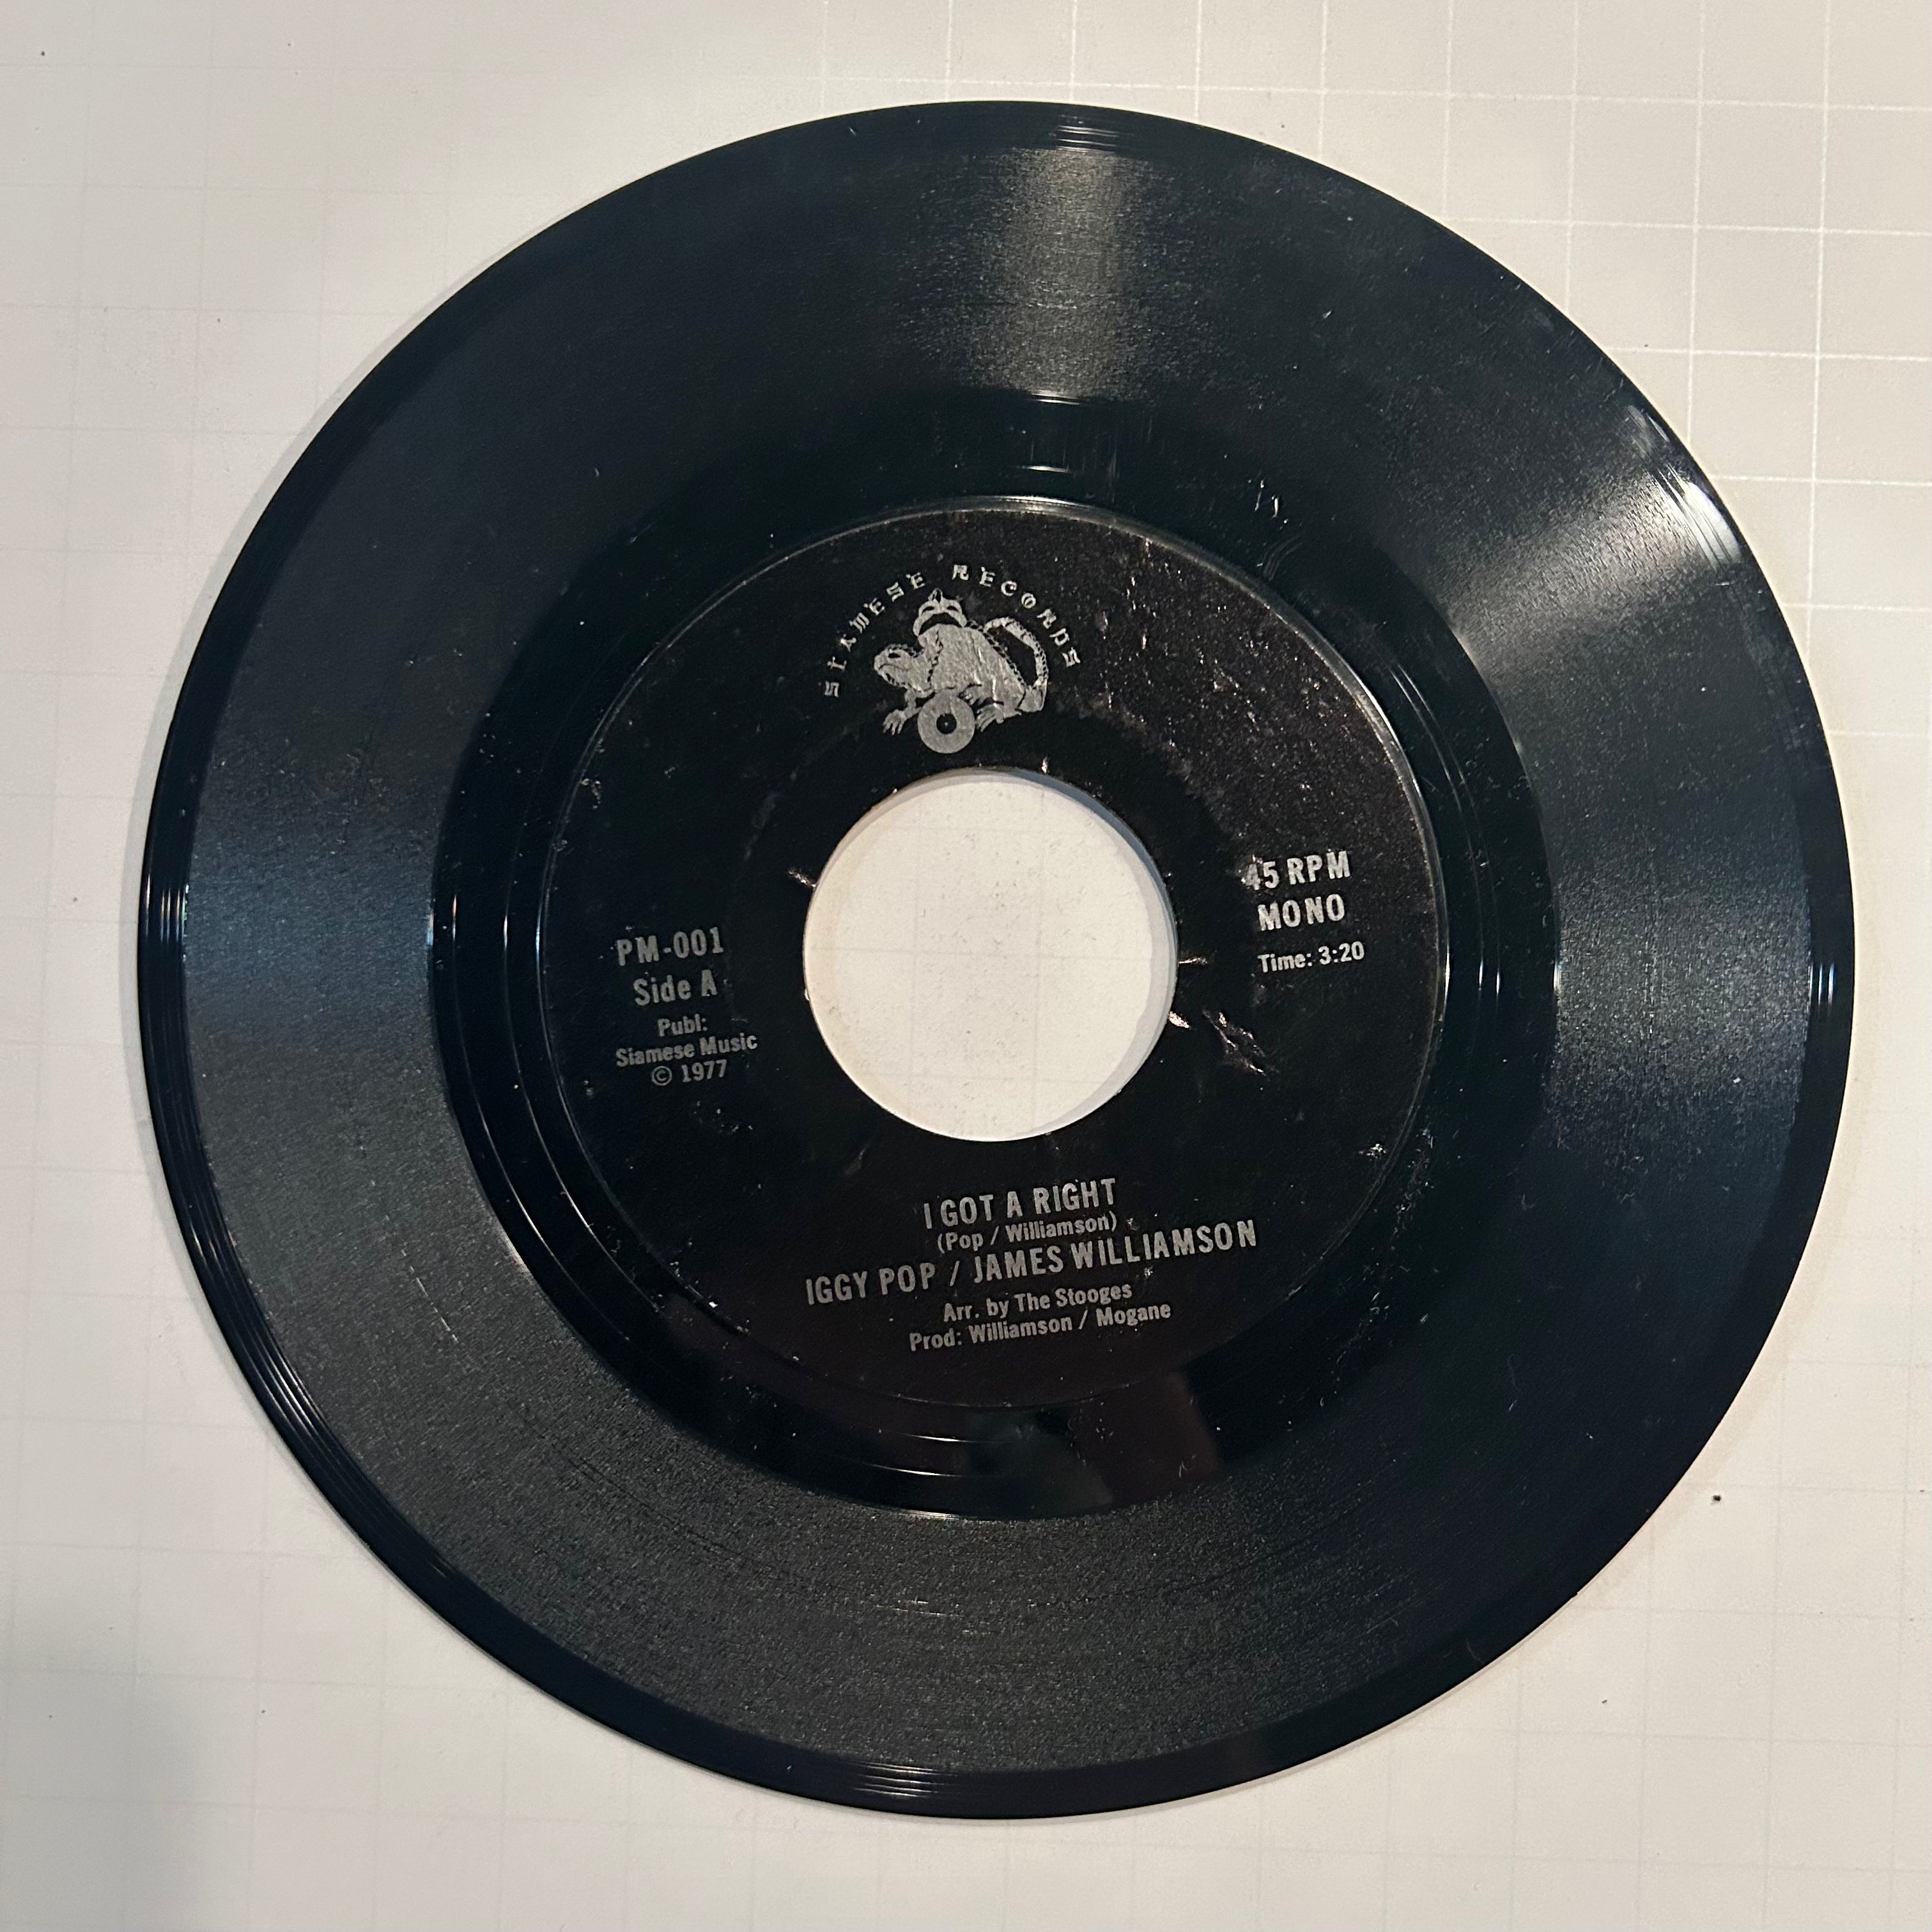 SIAMESE RECORDS
PM-001
Side A
Publ:
Siamese Music
© 1977
45 RPM
MONO
Time: 3:20
I GOT A RIGHT
(Pop / Williamson)
IGGY POP / JAMES WILLIAMSON
Arr. by The Stooges
Prod: Williamson / Mogane